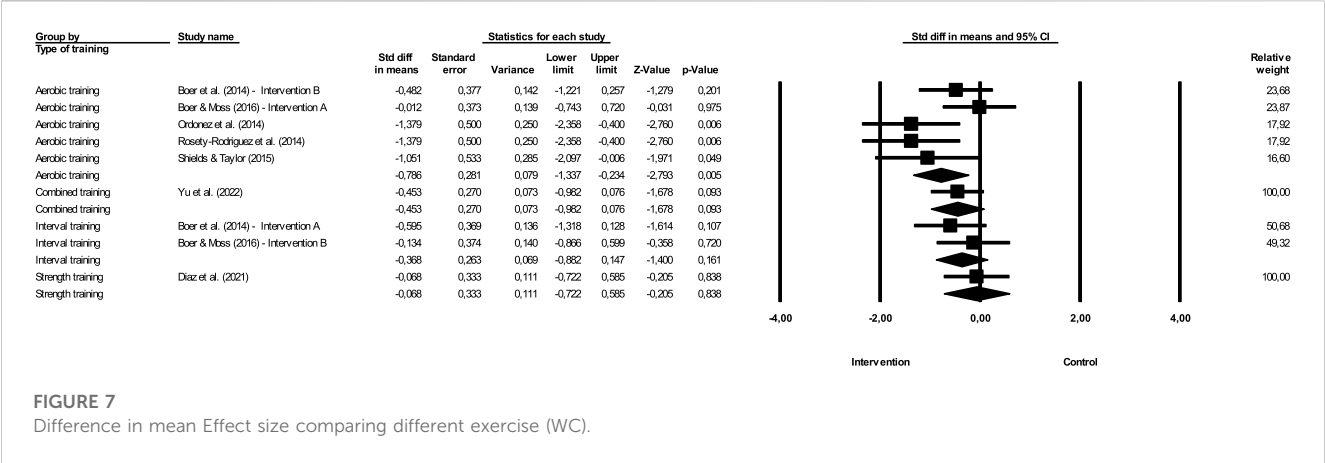 Group by Study name Statistics for each study Std diff in means and 95% CI
Type of training
Std diff Standard Lower Upper Relative
in means error Variance limit limit Z-Value p-Value weight
Aerobic training Boer et al. (2014) - Intervention B -0,482 0,377 0,142 -1,221 0,257 -1,279 0,201 23,68
Aerobic training Boer & Moss (2016) - Intervention A -0,012 0,373 0,139 -0,743 0,720 -0,031 0,975 23,87
Aerobic training Ordonez et al. (2014) -1,379 0,500 0,250 -2,358 -0,400 -2,760 0,006 17,92
Aerobic training Rosety-Rodriguez et al. (2014) -1,379 0,500 0,250 -2,358 -0,400 -2,760 0,006 17,92
Aerobic training Shields & Taylor (2015) -1,051 0,533 0,285 -2,097 -0,006 -1,971 0,049 16,60
Aerobic training -0,786 0,281 0,079 -1,337 -0,234 -2,793 0,005
Combined training Yu et al. (2022) -0,453 0,270 0,073 -0,982 0,076 -1,678 0,093 100,00
Combined training -0,453 0,270 0,073 -0,982 0,076 -1,678 0,093
Interval training Boer et al. (2014) - Intervention A -0,595 0,369 0,136 -1,318 0,128 -1,614 0,107 50,68
Interval training Boer & Moss (2016) - Intervention B -0,134 0,374 0,140 -0,866 0,599 -0,358 0,720 49,32
Interval training -0,368 0,263 0,069 -0,882 0,147 -1,400 0,161
Strength training Diaz et al. (2021) -0,068 0,333 0,111 -0,722 0,585 -0,205 0,838 100,00
Strength training -0,068 0,333 0,111 -0,722 0,585 -0,205 0,838
-4,00 -2,00 0,00 2,00 4,00
Intervention Control
FIGURE 7
Difference in mean Effect size comparing different exercise (WC).